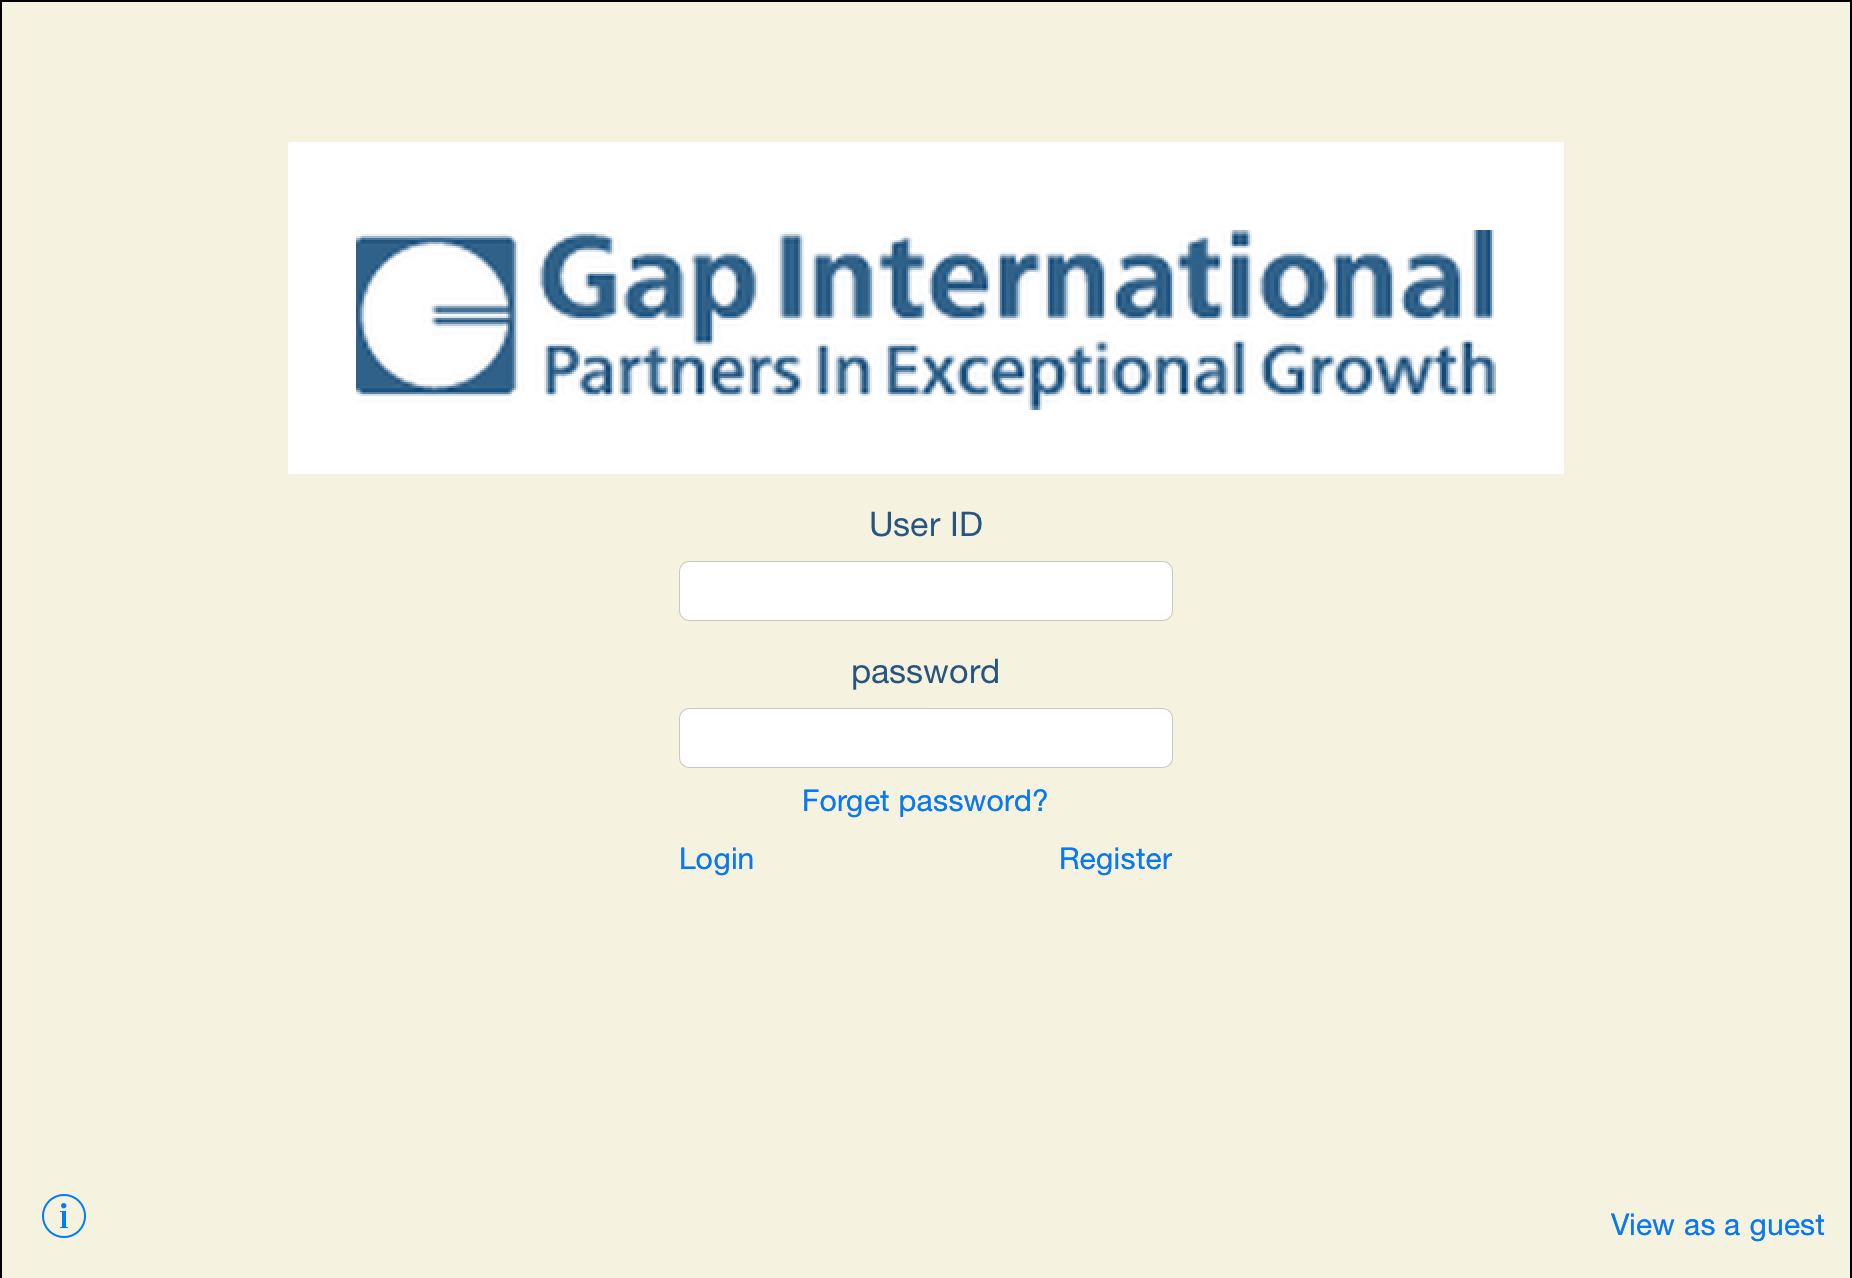 Gap International
Partners In Exceptional Growth
User ID
password
Forget password?
Login
Register
i
View as a guest